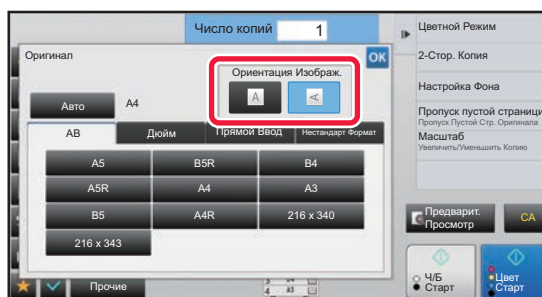 Число копий 1
Оригинал
OK
Ориентация Изображ.
A
A
Авто A4
AB
Дюйм
Прямой Ввод
Нестандарт Формат
A5
B5R
B4
A5R
A4
A3
B5
A4R
216 x 340
216 x 343
Прочие
Цветной Режим
2-Стор. Копия
Настройка Фона
Пропуск пустой страници
Пропуск Пустой Стр. Оригинала
Масштаб
Увеличить/Уменьшить Копию
Предварит.
Просмотр
CA
Ч/Б
Старт
Цвет
Старт